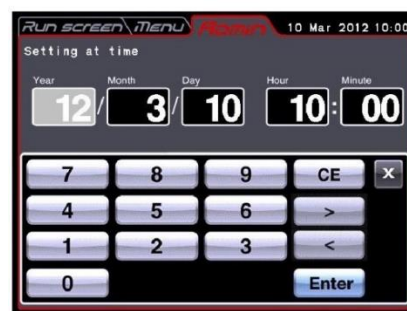 Run screen Menu Admin 10 Mar 2012 10:00
Setting at time
Year Month Day Hour Minute
12 / 3 / 10 10 : 00
7 8 9 CE X
4 5 6 >
1 2 3 <
0 Enter